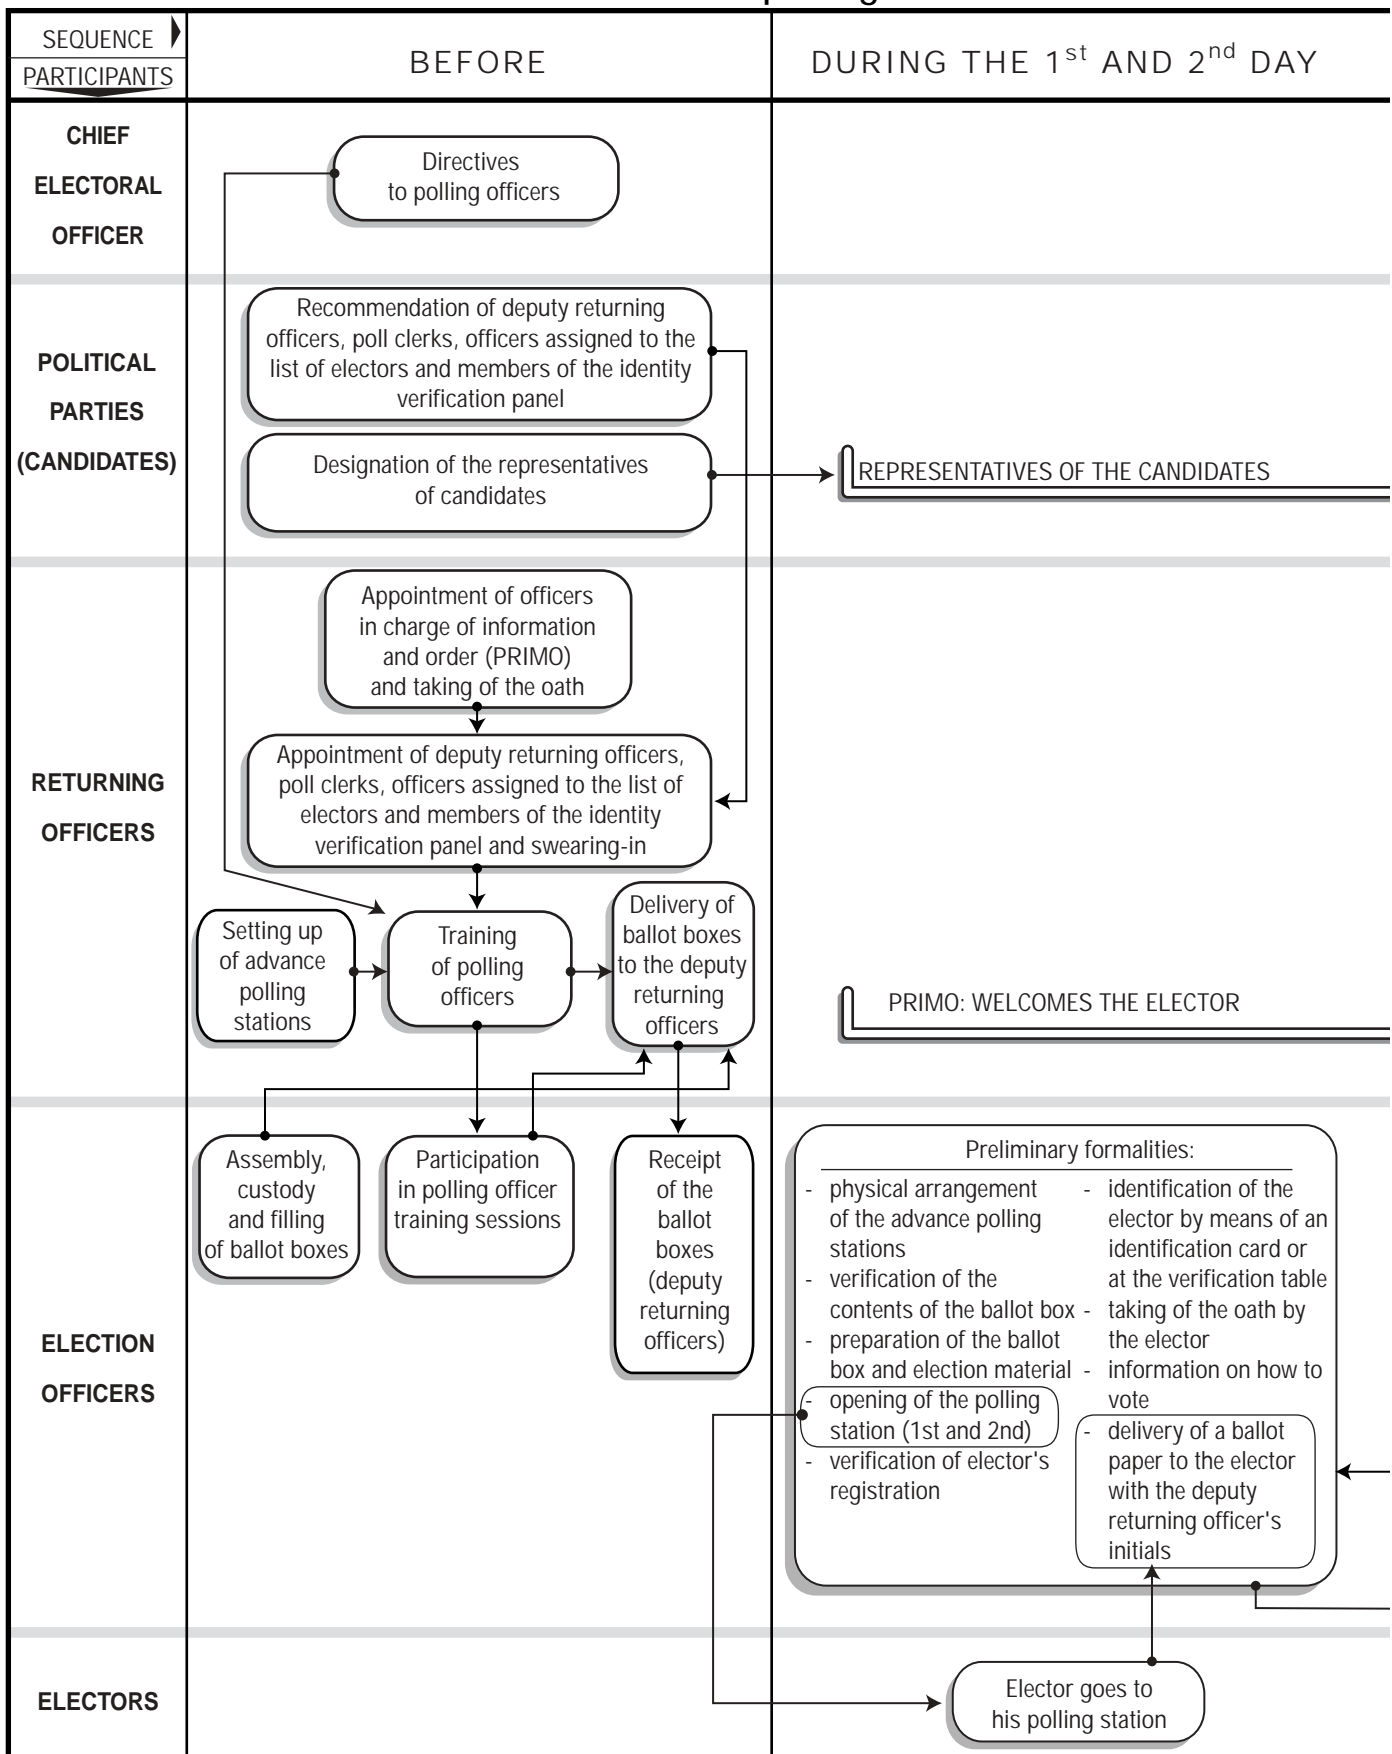 SEQUENCE
PARTICIPANTS
BEFORE
DURING THE 1st AND 2nd DAY
CHIEF
ELECTORAL
OFFICER
Directives
to polling officers
POLITICAL
PARTIES
(CANDIDATES)
Recommendation of deputy returning
officers, poll clerks, officers assigned to the
list of electors and members of the identity
verification panel
Designation of the representatives
of candidates
REPRESENTATIVES OF THE CANDIDATES
RETURNING
OFFICERS
Appointment of officers
in charge of information
and order (PRIMO)
and taking of the oath
Appointment of deputy returning officers,
poll clerks, officers assigned to the list of
electors and members of the identity
verification panel and swearing-in
Setting up
of advance
polling
stations
Training
of polling
officers
Delivery of
ballot boxes
to the deputy
returning
officers
PRIMO: WELCOMES THE ELECTOR
ELECTION
OFFICERS
Assembly,
custody
and filling
of ballot boxes
Participation
in polling officer
training sessions
Receipt
of the
ballot
boxes
(deputy
returning
officers)
Preliminary formalities:
- physical arrangement
of the advance polling
stations
- verification of the
contents of the ballot box
- preparation of the ballot
box and election material
- opening of the polling
station (1st and 2nd)
- verification of elector's
registration
- identification of the
elector by means of an
identification card or
at the verification table
- taking of the oath by
the elector
- information on how to
vote
- delivery of a ballot
paper to the elector
with the deputy
returning officer's
initials
ELECTORS
Elector goes to
his polling station